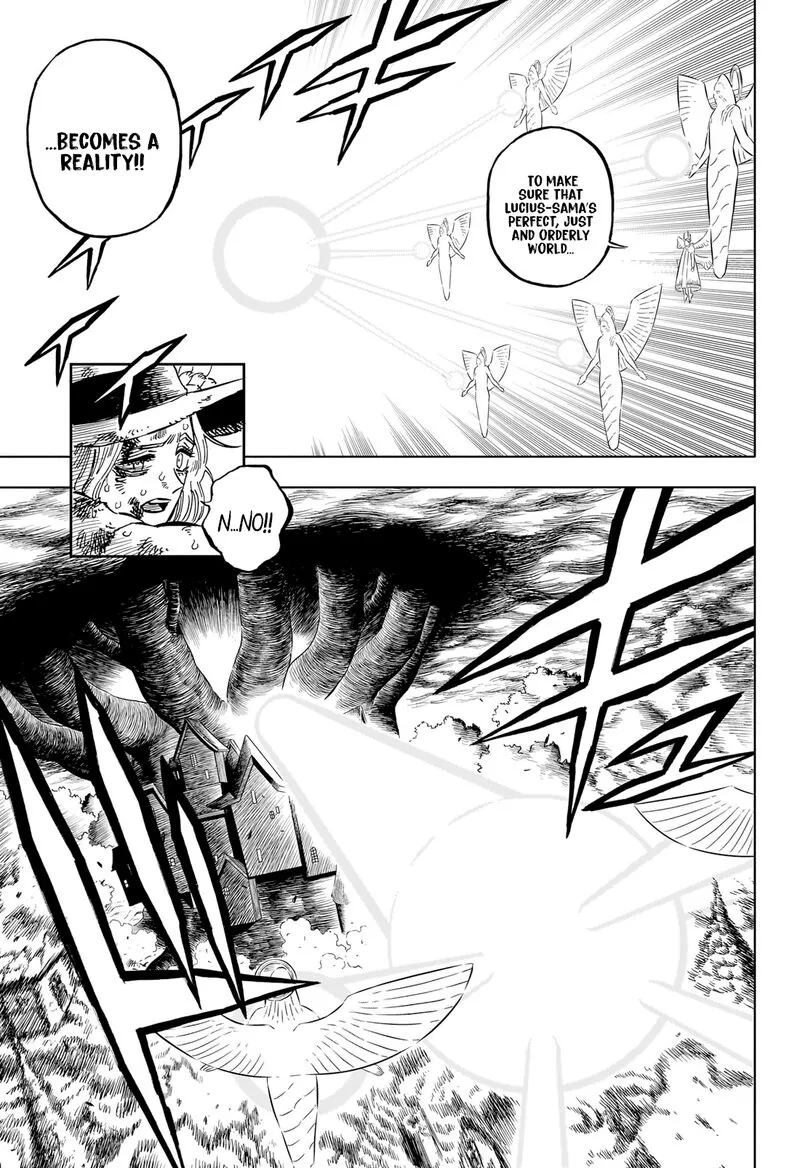 TO MAKE
SURE THAT
LUCIUS-SAMA'S
PERFECT, JUST
AND ORDERLY
WORLD...
...BECOMES A
REALITY!!
N...NO!!